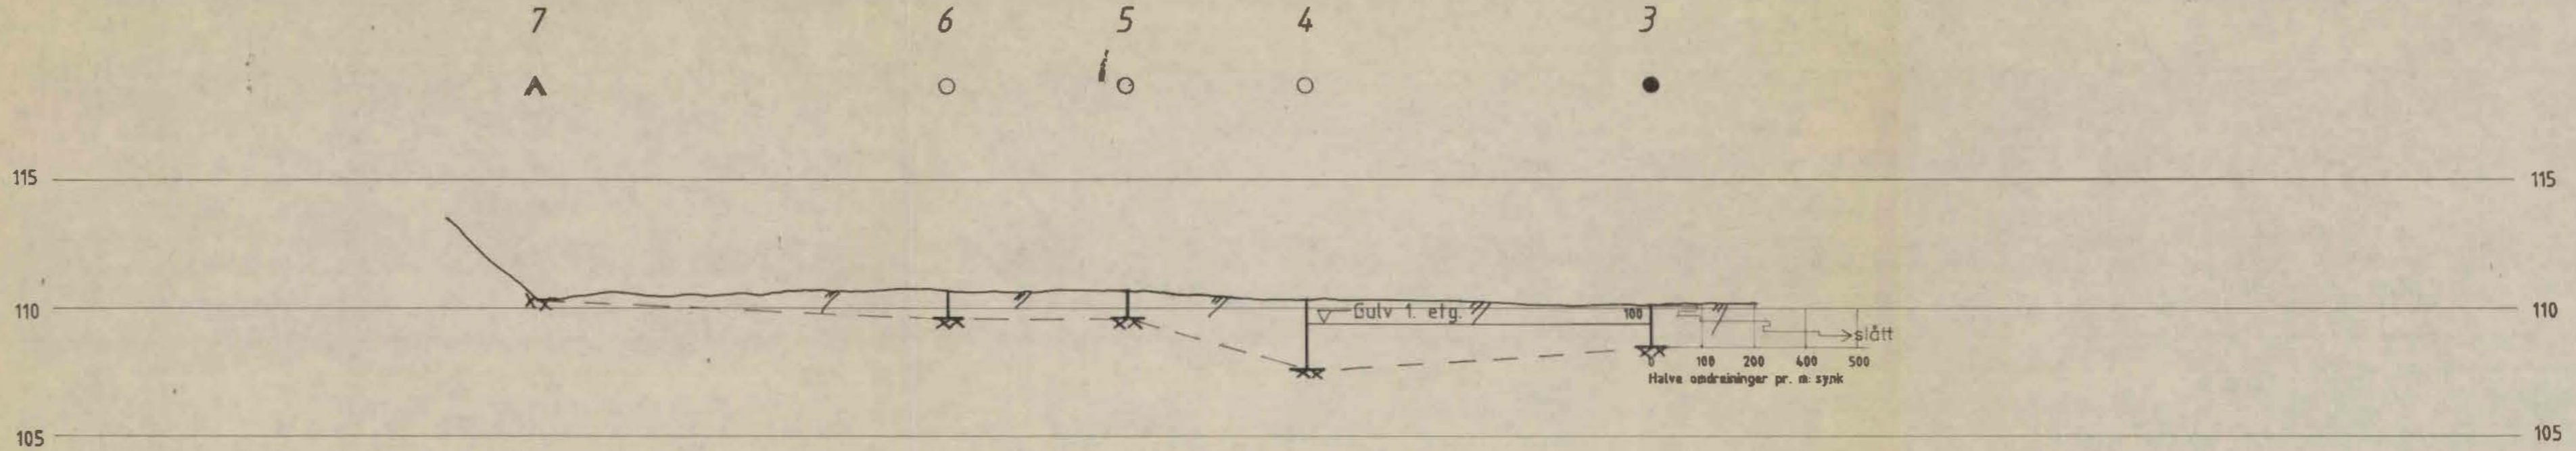 7 6 5 4 3
115 115
110 Gulv 1. etg. 100 110
slått
0 100 200 400 500
Halve omdreininger pr. m. synk
105 105